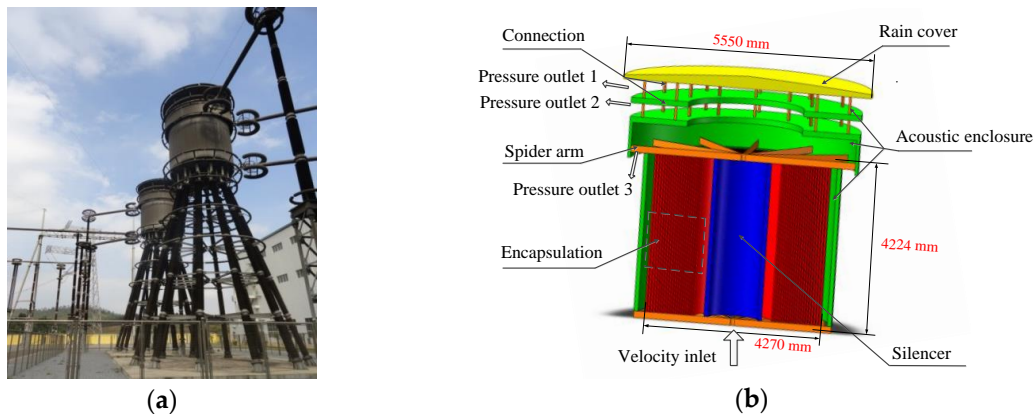 5550 mm
Connection
Rain cover
Pressure outlet 1
Pressure outlet 2
Acoustic enclosure
Spider arm
Pressure outlet 3
Encapsulation
4224 mm
Velocity inlet
4270 mm
Silencer
(a)
(b)